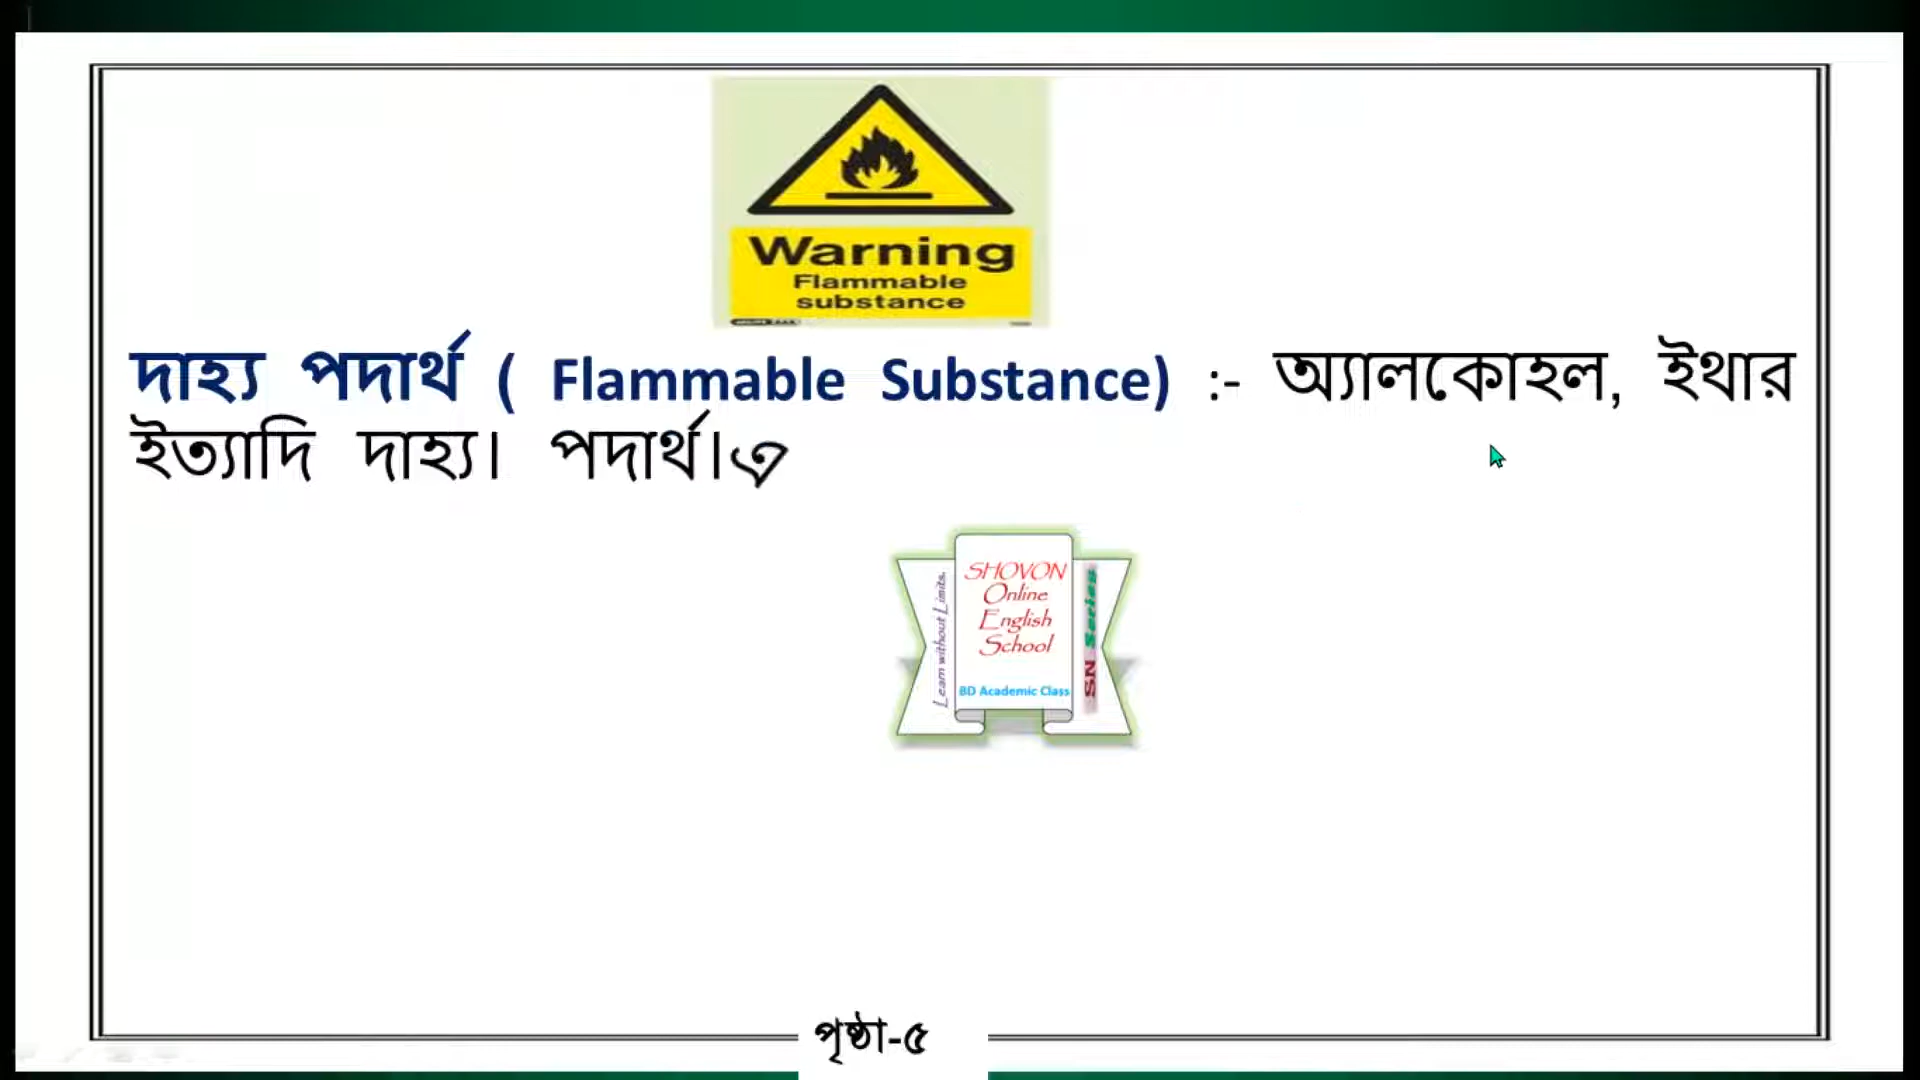 Warning
Flammable
substance
দাহ্য পদার্থ ( Flammable Substance) :- অ্যালকোহল, ইথার
ইত্যাদি দাহ্য। পদার্থ।এ
Learn without Limits.
SHOVON
Online
English
School
BD Academic Class
SN Series
পৃষ্ঠা-৫